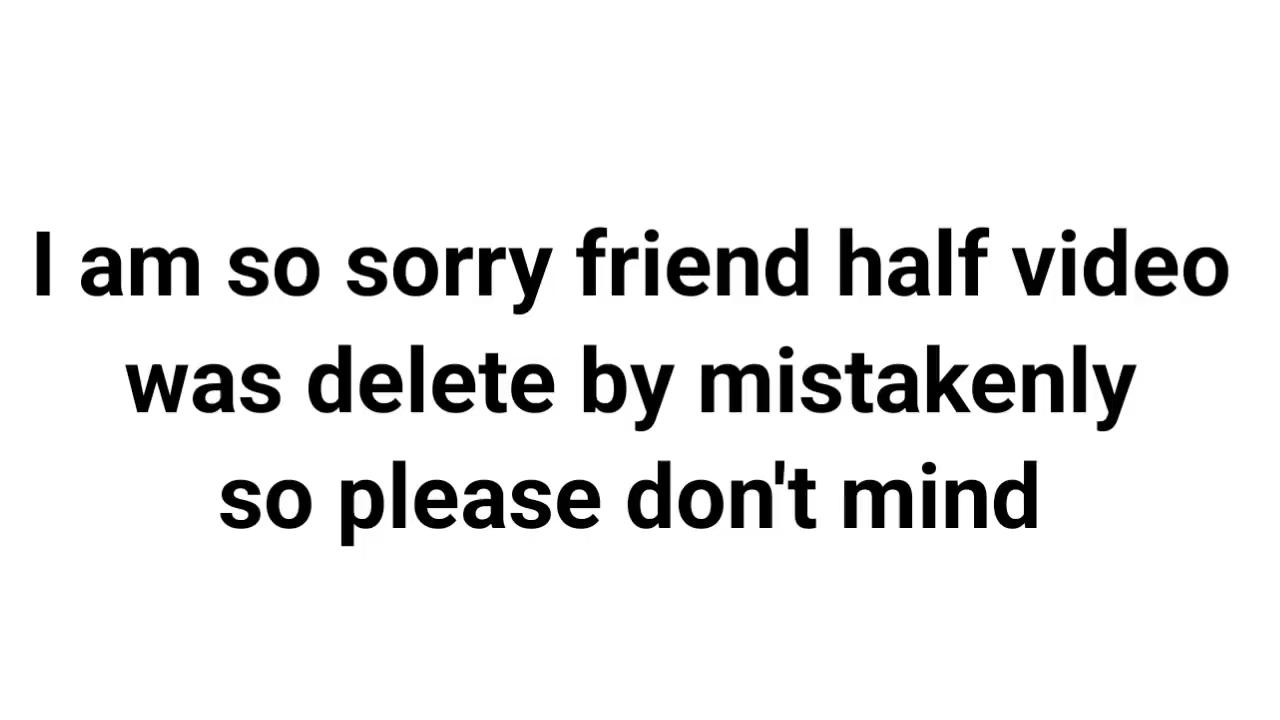 I am so sorry friend half video
was delete by mistakenly
so please don't mind